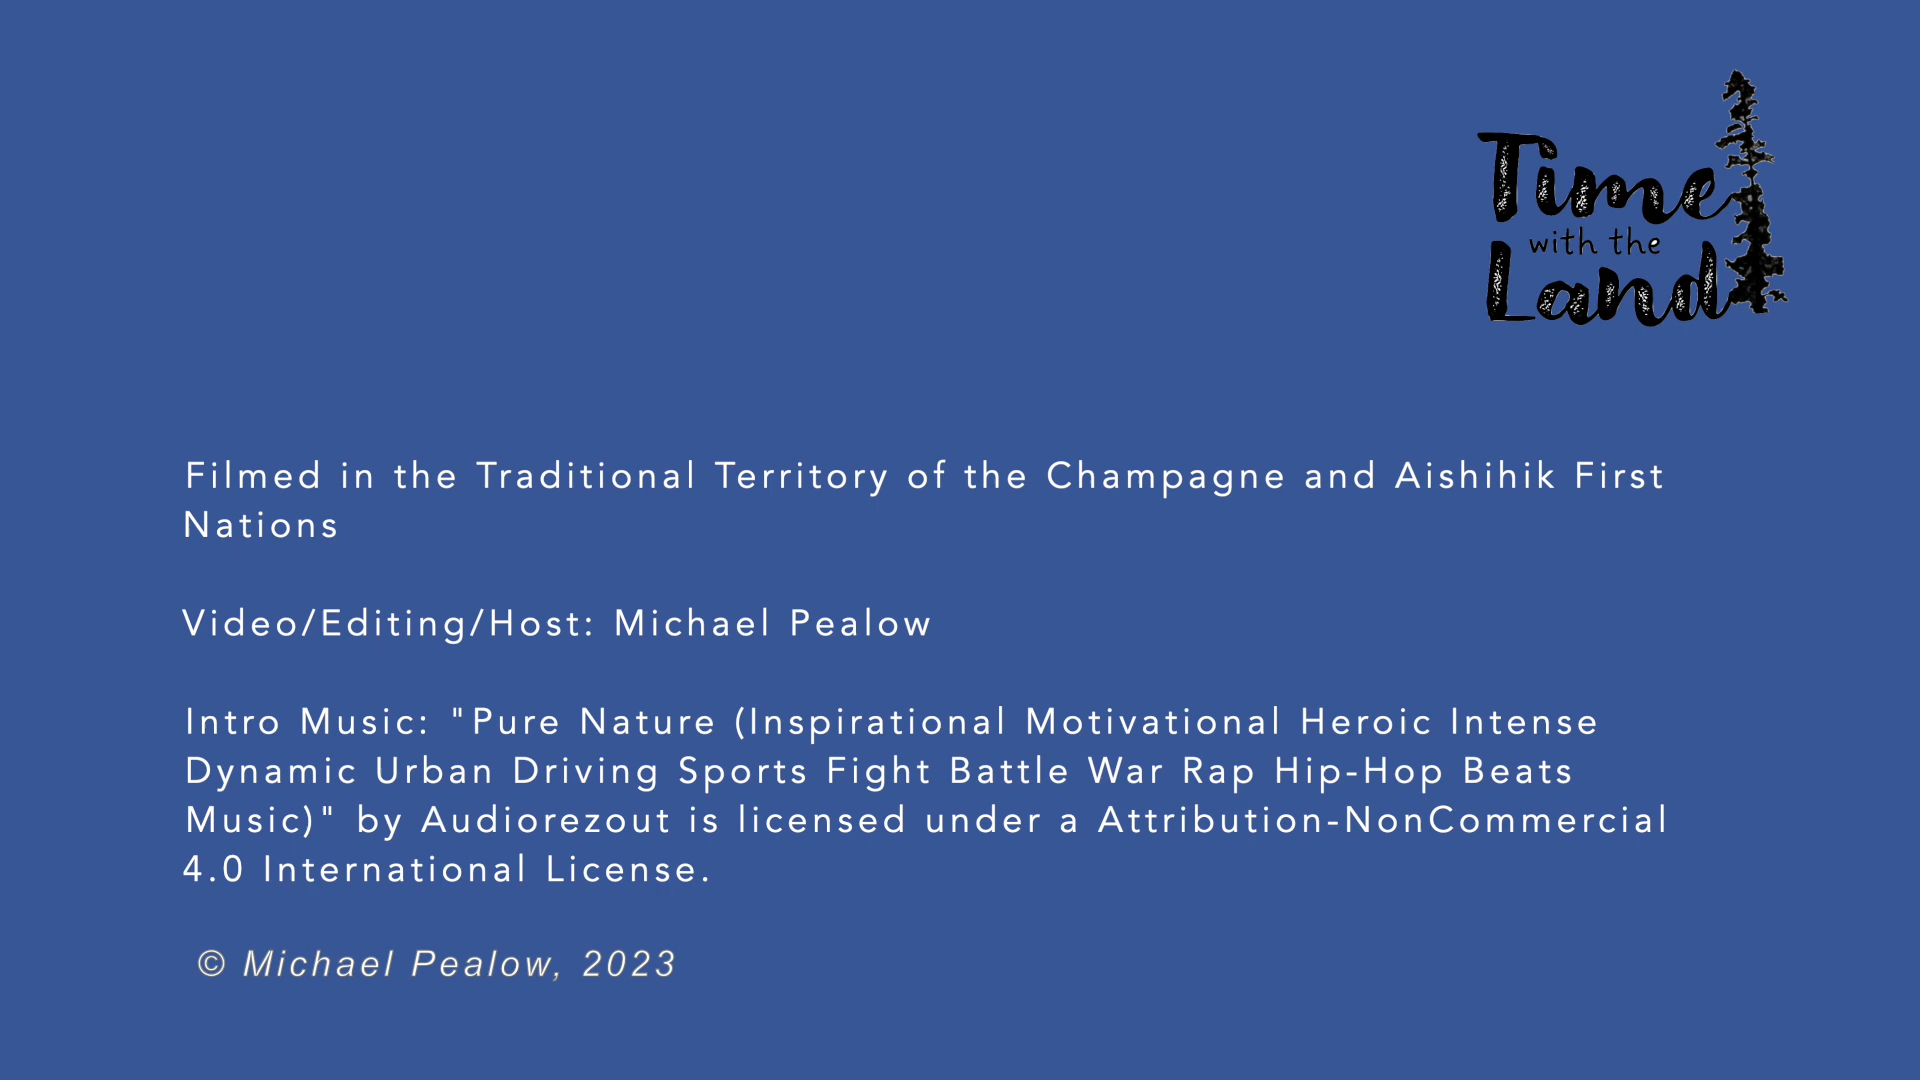 Time
with the
Land
Filmed in the Traditional Territory of the Champagne and Aishihik First
Nations
Video/Editing/Host: Michael Pealow
Intro Music: "Pure Nature (Inspirational Motivational Heroic Intense
Dynamic Urban Driving Sports Fight Battle War Rap Hip-Hop Beats
Music)" by Audiorezout is licensed under a Attribution-NonCommercial
4.0 International License.
© Michael Pealow, 2023